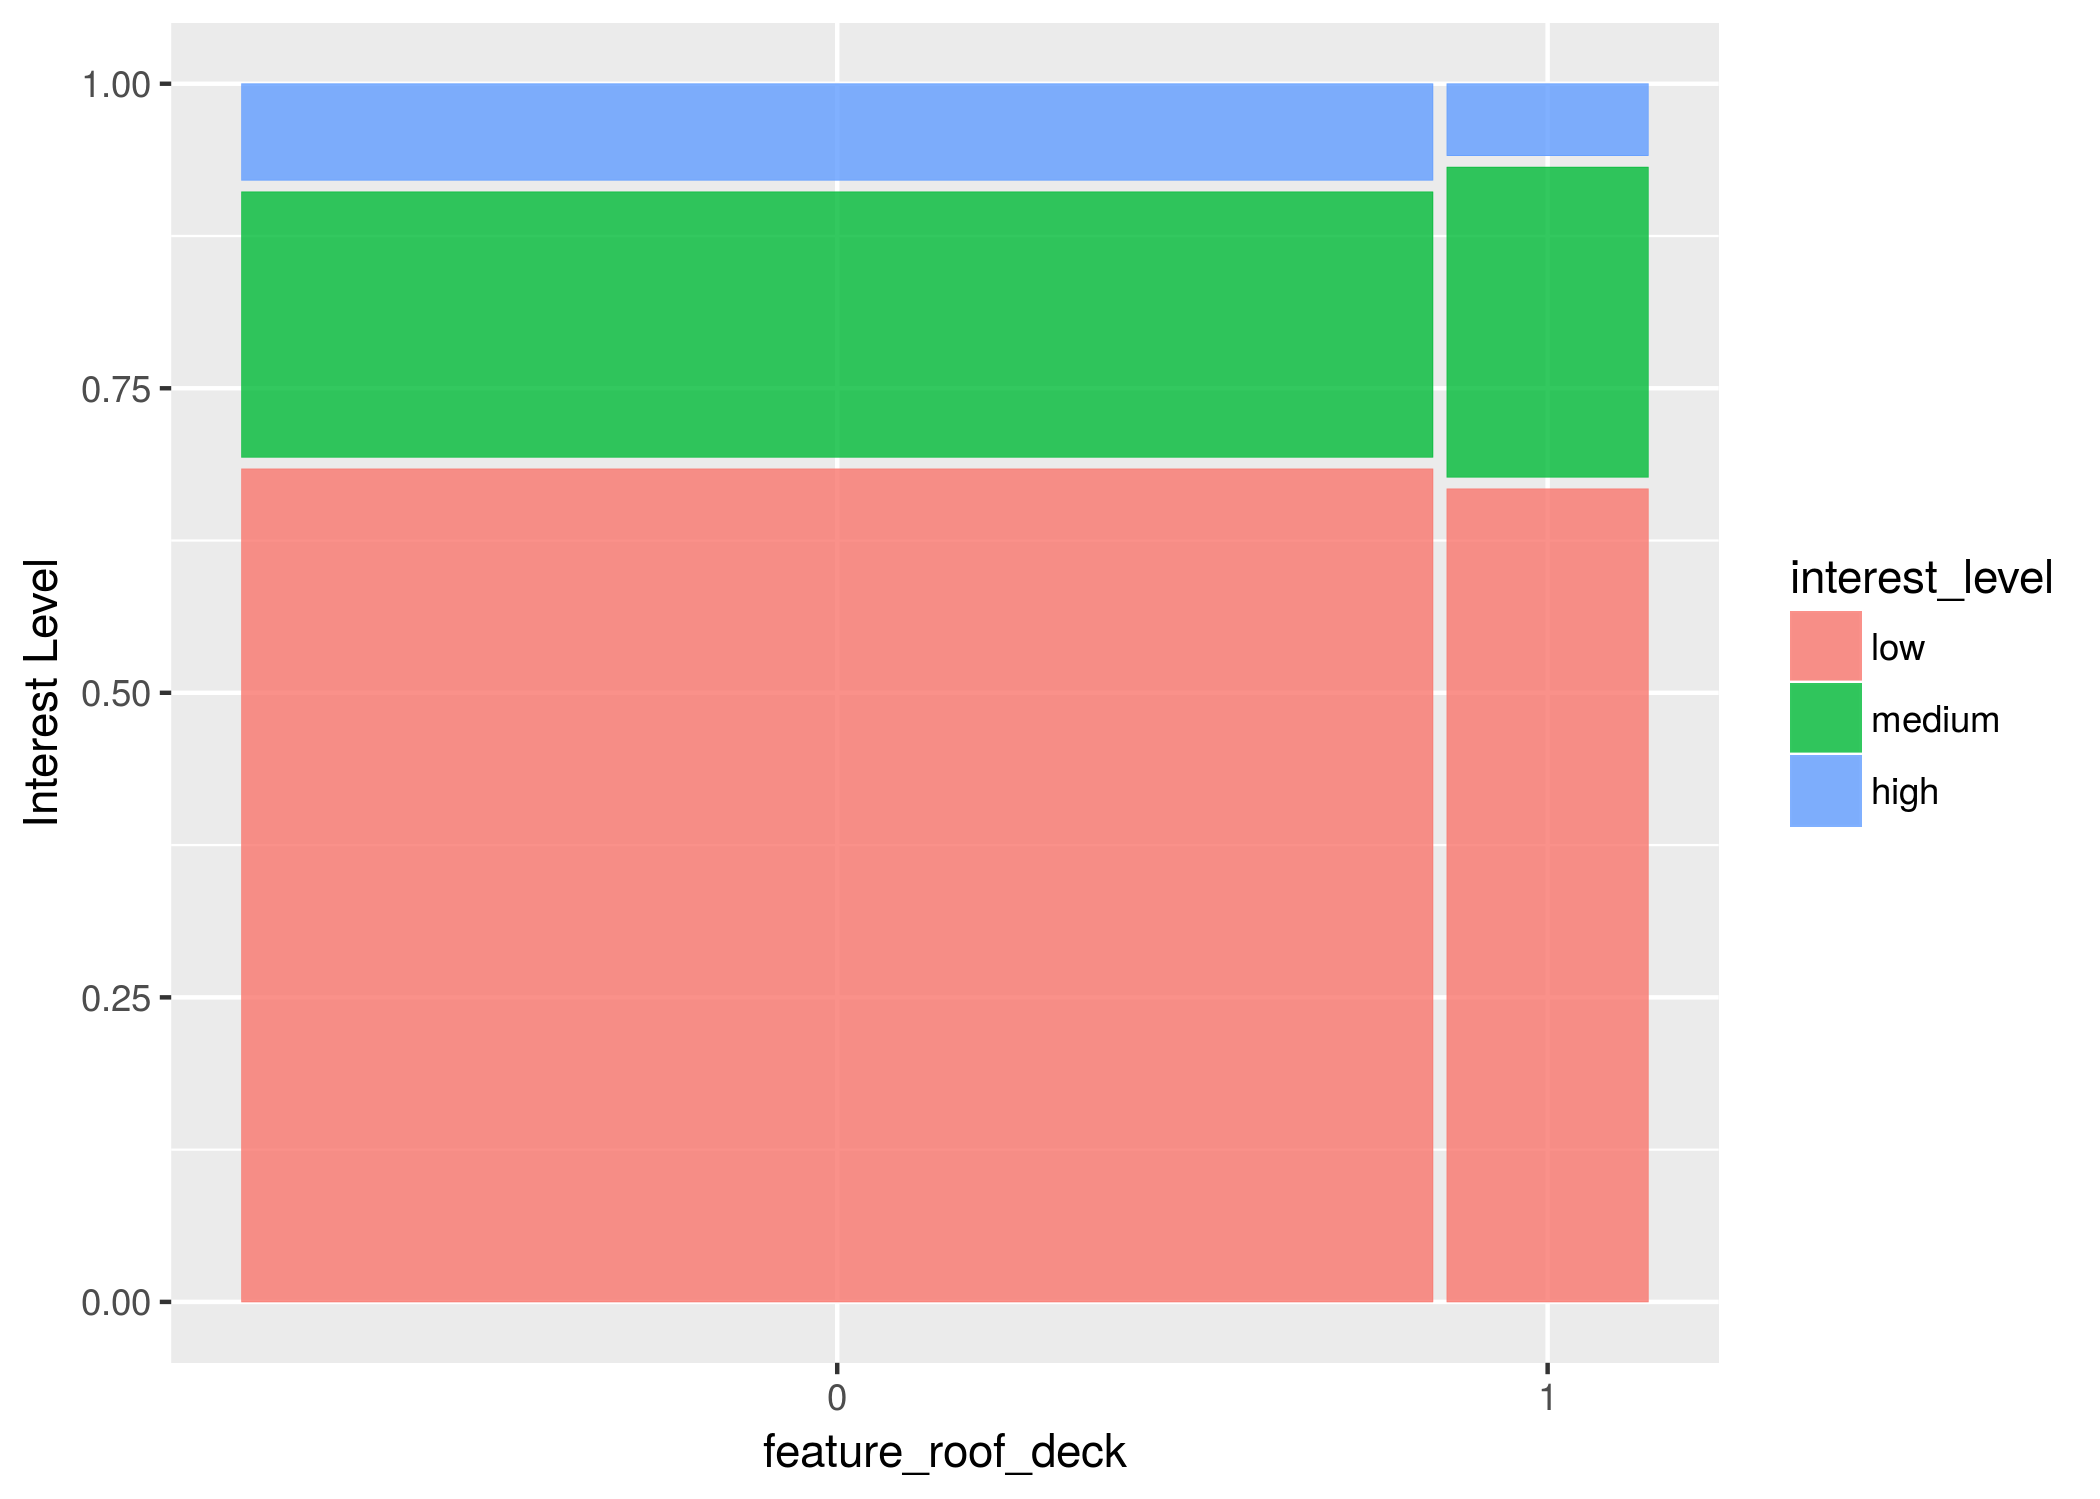 1.00
0.75
0.50
0.25
0.00
Interest Level
0
1
feature_roof_deck
interest_level
low
medium
high